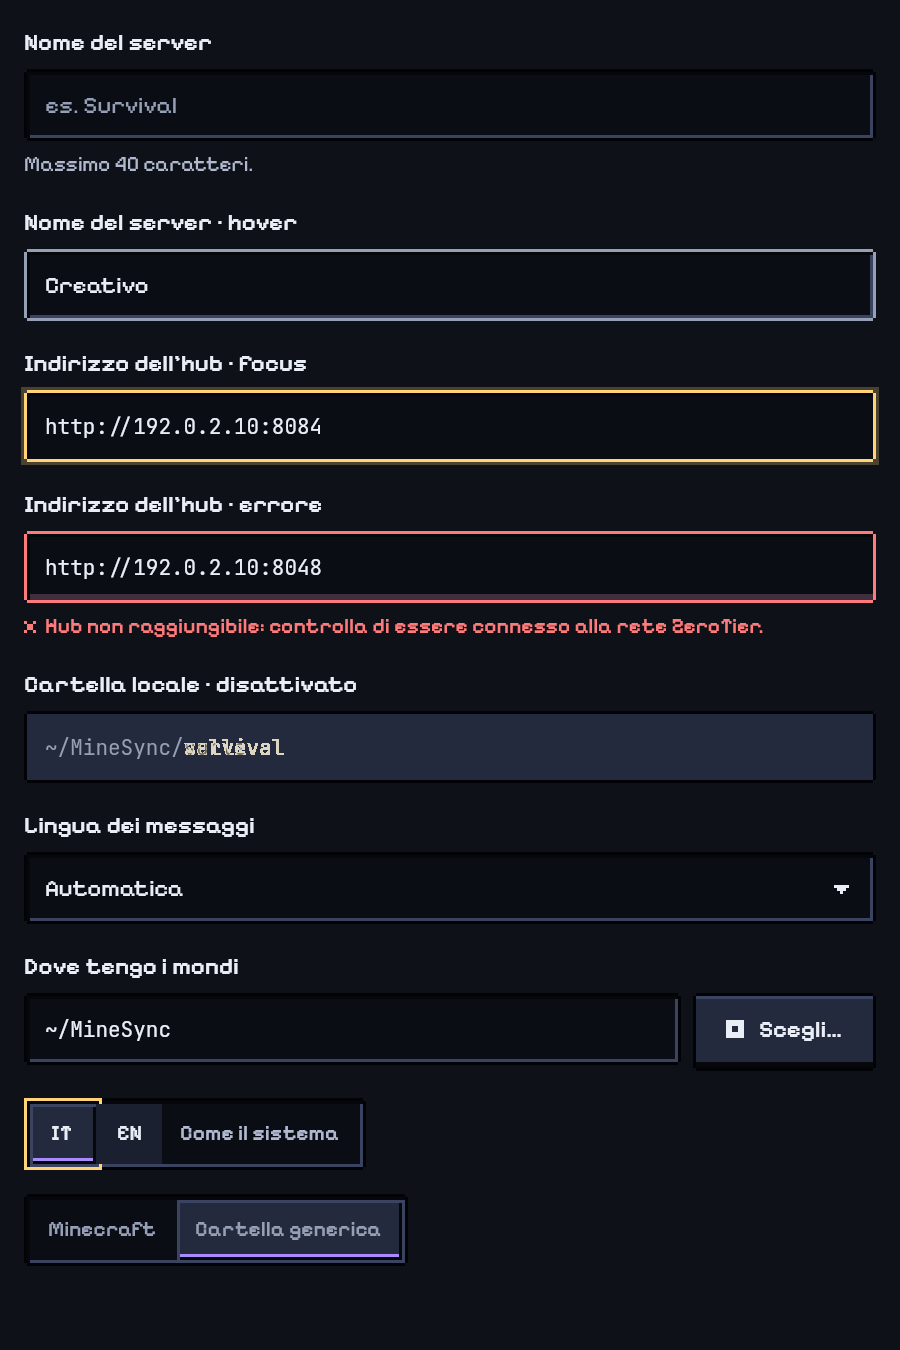 Nome del server
es. Survival
Massimo 40 caratteri.
Nome del server · hover
Creativo
Indirizzo dell'hub · focus
http://192.0.2.10:8084
Indirizzo dell'hub · errore
http://192.0.2.10:8048
Hub non raggiungibile: controlla di essere connesso alla rete ZeroTier.
Cartella locale · disattivato
~/MineSync/
Lingua dei messaggi
Automatica
Dove tengo i mondi
~/MineSync
Scegli...
IT EN Come il sistema
Minecraft Cartella generica